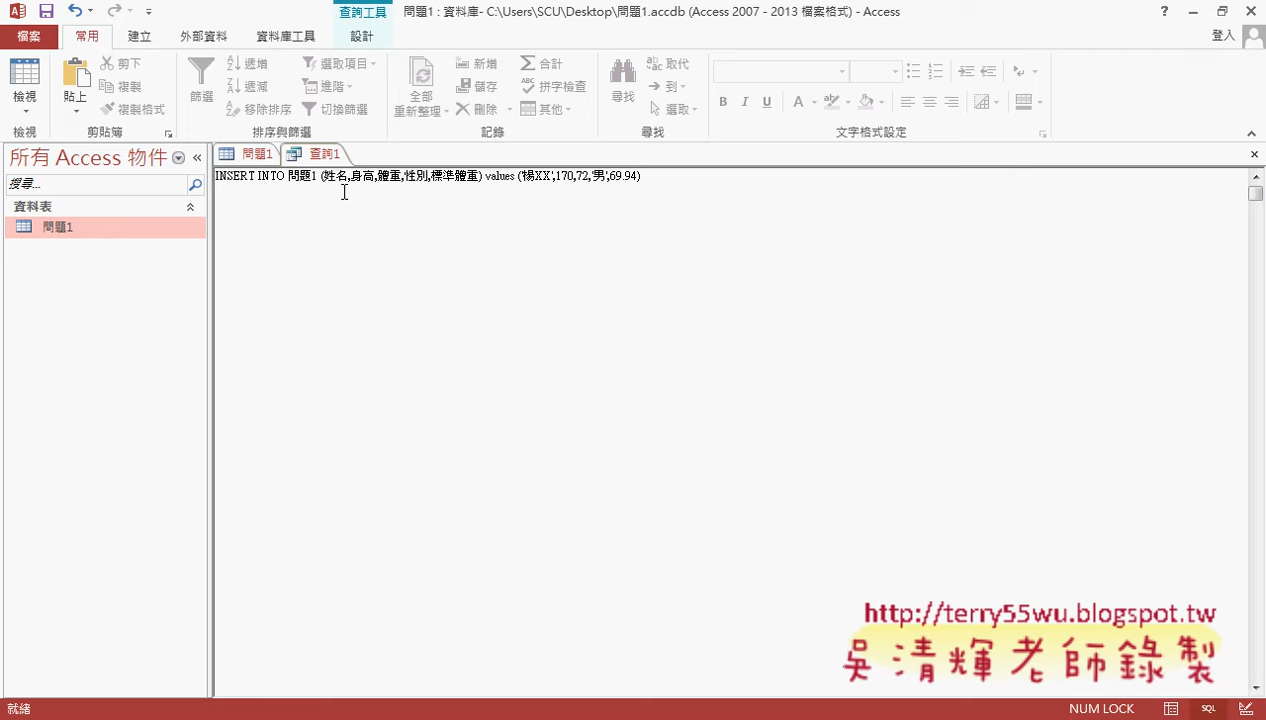 查詢工具
問題1 : 資料庫- C:\Users\SCU\Desktop\問題1.accdb (Access 2007 - 2013 檔案格式) - Access
檔案 常用 建立 外部資料 資料庫工具 設計 登入
檢視 貼上 剪下 複製 複製格式
篩選 遞增 遞減 移除排序 選取項目 進階 切換篩選
全部重新整理 新增 儲存 刪除 合計 拼字檢查 其他
尋找 取代 到 選取
B I U A
檢視 剪貼簿 排序與篩選 記錄 尋找 文字格式設定
所有 Access 物件 « 問題1 查詢1
搜尋...
INSERT INTO 問題1 (姓名,身高,體重,性別,標準體重) values ('楊XX',170,72,'男',69.94)
資料表
問題1
http://terry55wu.blogspot.tw
吳清輝老師錄製
就緒 NUM LOCK SQL